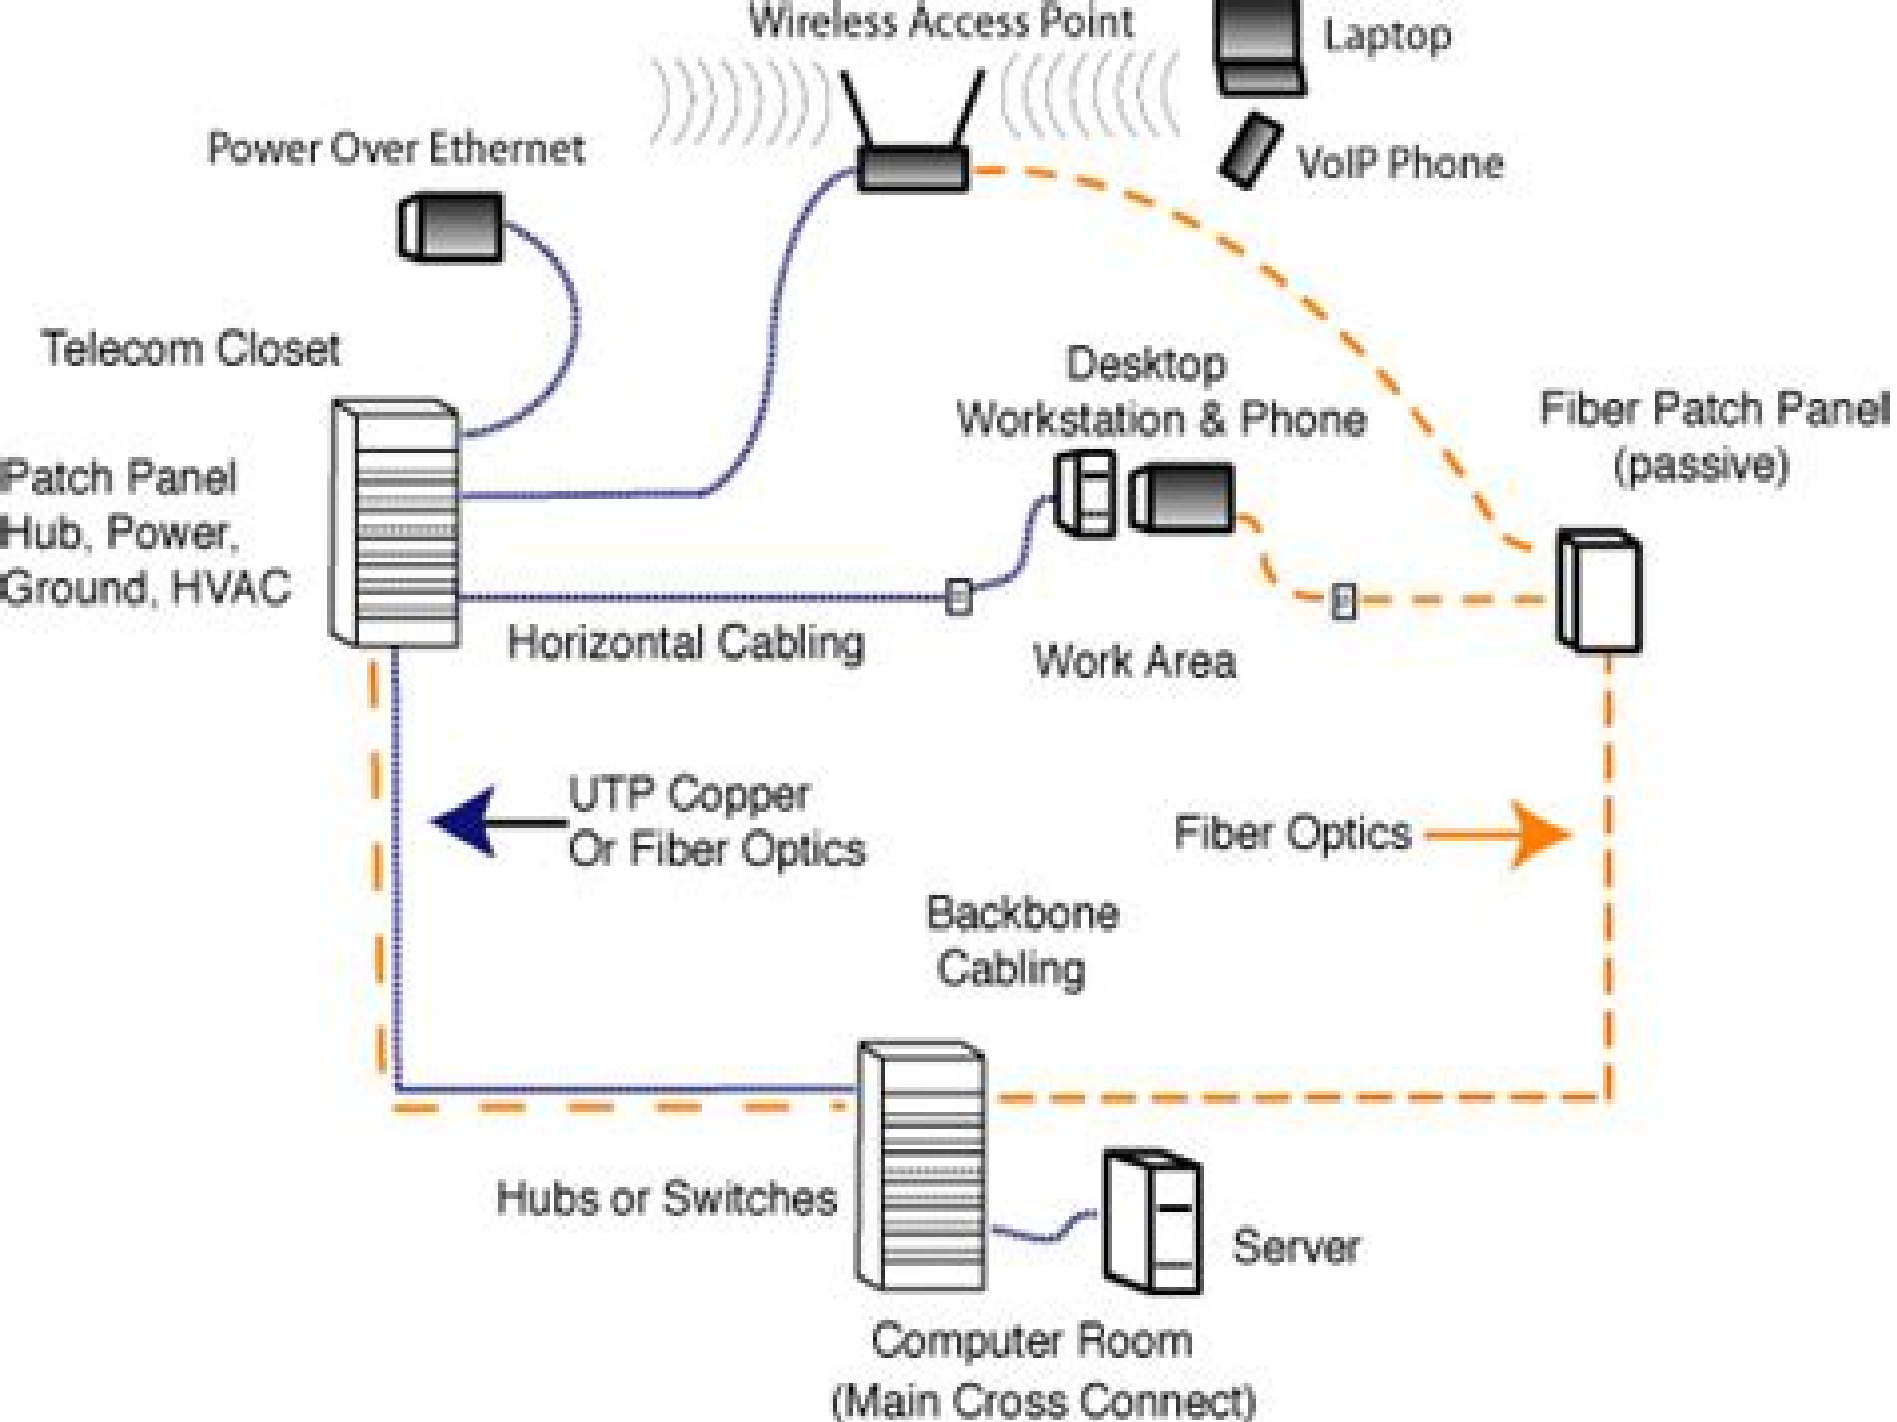 Wireless Access Point
Laptop
VoIP Phone
Power Over Ethernet
Telecom Closet
Desktop
Workstation & Phone
Fiber Patch Panel
(passive)
Patch Panel
Hub, Power,
Ground, HVAC
Horizontal Cabling
Work Area
UTP Copper
Or Fiber Optics
Fiber Optics
Backbone
Cabling
Hubs or Switches
Server
Computer Room
(Main Cross Connect)